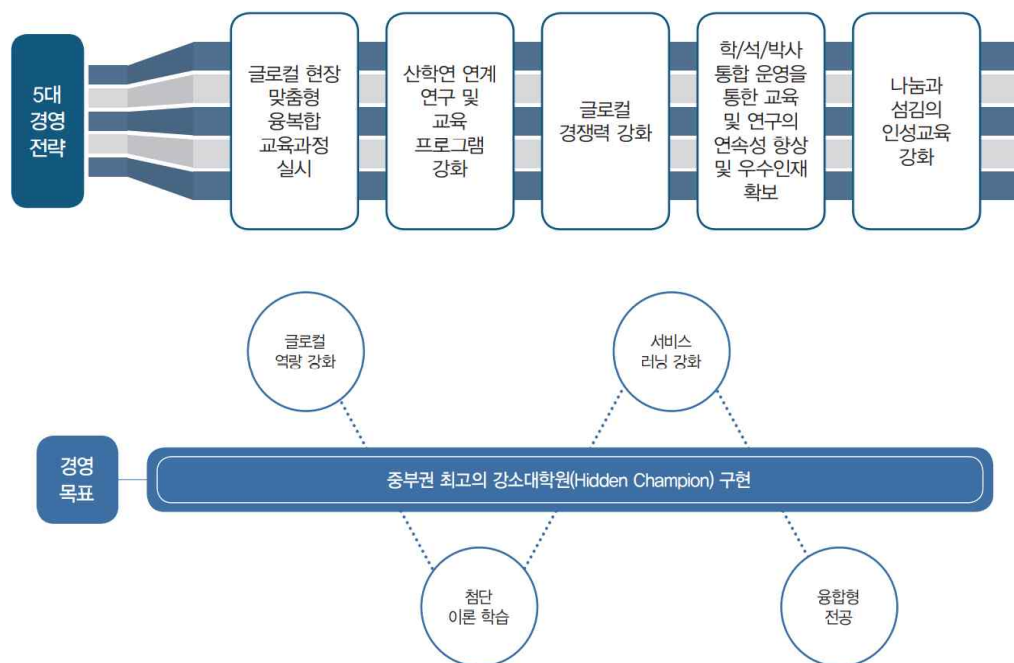 5대
경영
전략
글로컬 현장
맞춤형
융복합
교육과정
실시
산학연 연계
연구 및
교육
프로그램
강화
글로컬
경쟁력 강화
학/석/박사
통합 운영을
통한 교육
및 연구의
연속성 향상
및 우수인재
확보
나눔과
섬김의
인성교육
강화
글로컬
역량 강화
서비스
러닝 강화
경영
목표
중부권 최고의 강소대학원(Hidden Champion) 구현
첨단
이론 학습
융합형
전공